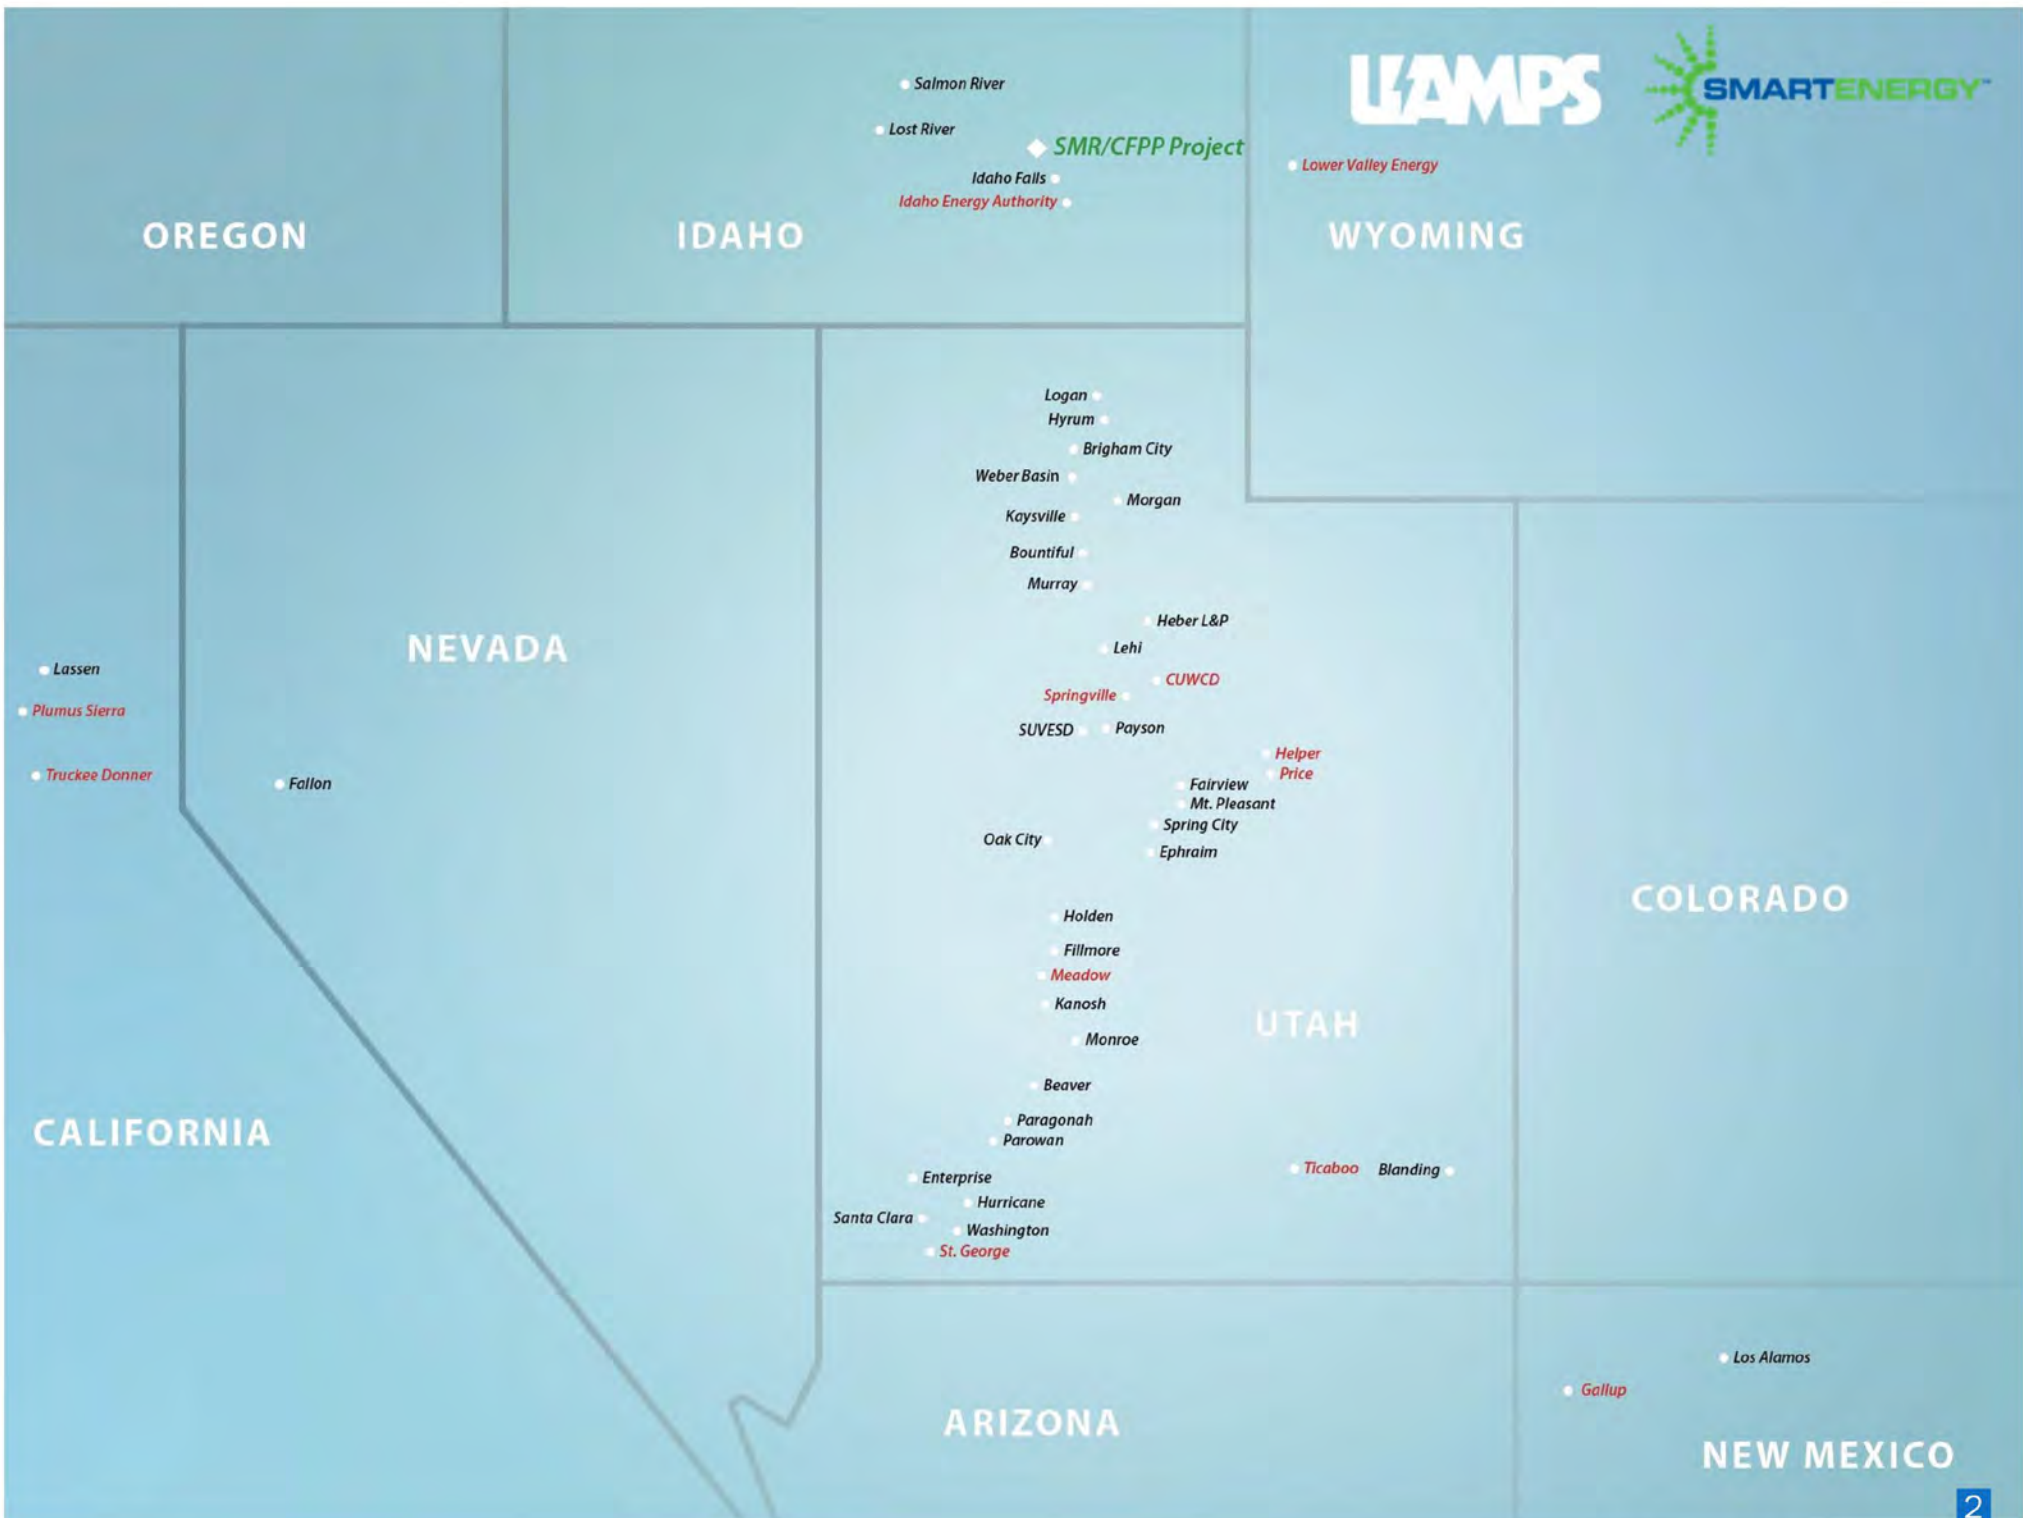 Salmon River
UAMPS
SMARTENERGY™
Lost River
SMR/CFPP Project
Lower Valley Energy
Idaho Falls
Idaho Energy Authority
OREGON
IDAHO
WYOMING
Logan
Hyrum
Brigham City
Weber Basin
Morgan
Kaysville
Bountiful
Murray
Heber L&P
NEVADA
Lehi
Lassen
CUWCD
Springville
Plumus Sierra
SUVESD
Payson
Helper
Truckee Donner
Price
Fallon
Fairview
Mt. Pleasant
Spring City
Oak City
Ephraim
COLORADO
Holden
Fillmore
Meadow
Kanosh
UTAH
Monroe
Beaver
Paragonah
CALIFORNIA
Parowan
Ticaboo
Blanding
Enterprise
Hurricane
Santa Clara
Washington
St. George
Los Alamos
Gallup
ARIZONA
NEW MEXICO
2